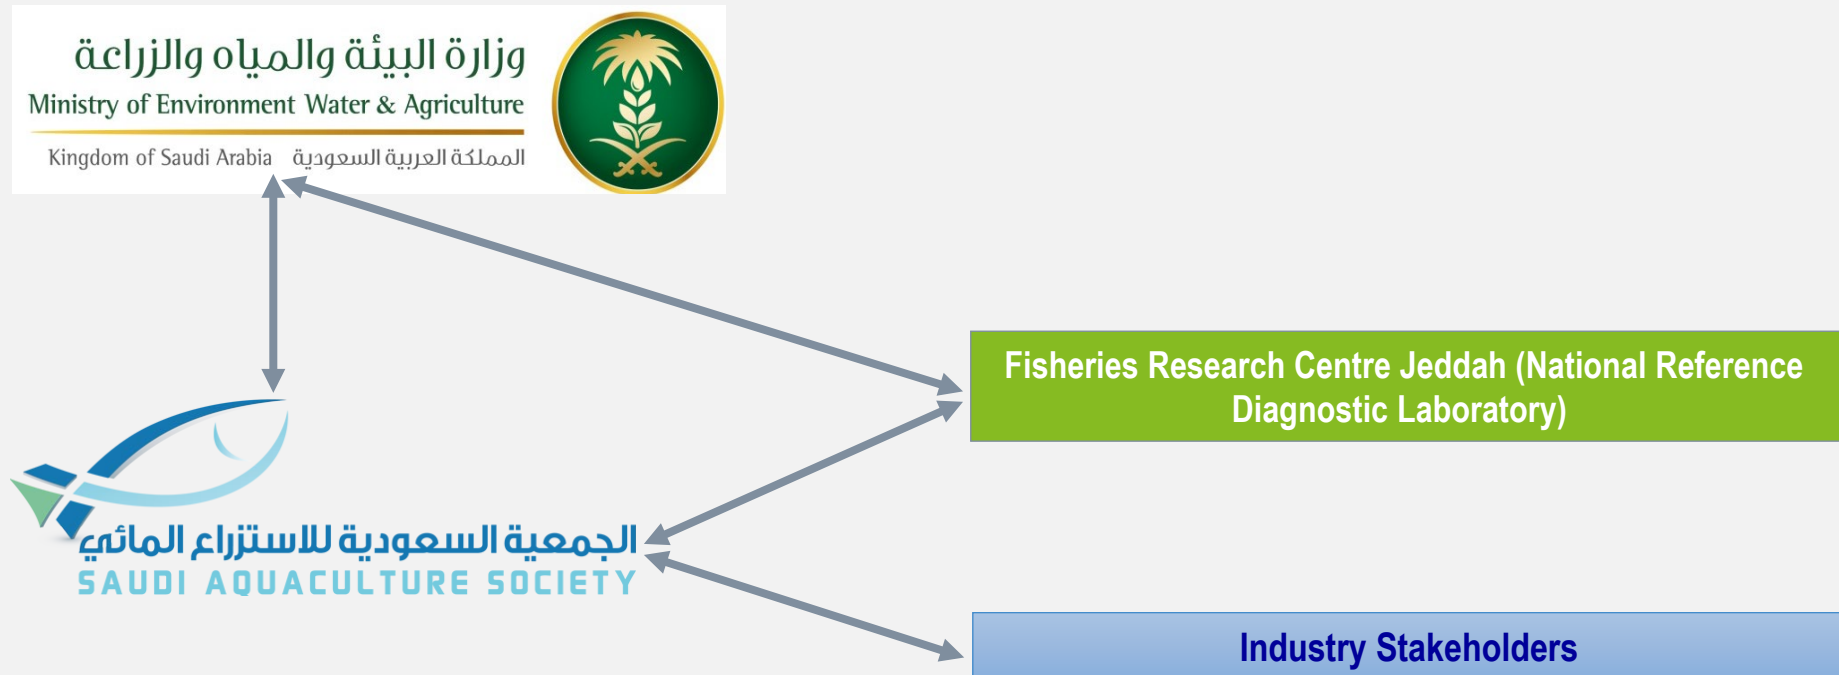 وزارة البيئة والمياه والزراعة
Ministry of Environment Water & Agriculture
Kingdom of Saudi Arabia المملكة العربية السعودية
Fisheries Research Centre Jeddah (National Reference
Diagnostic Laboratory)
الجمعية السعودية للاستزراع المائي
SAUDI AQUACULTURE SOCIETY
Industry Stakeholders